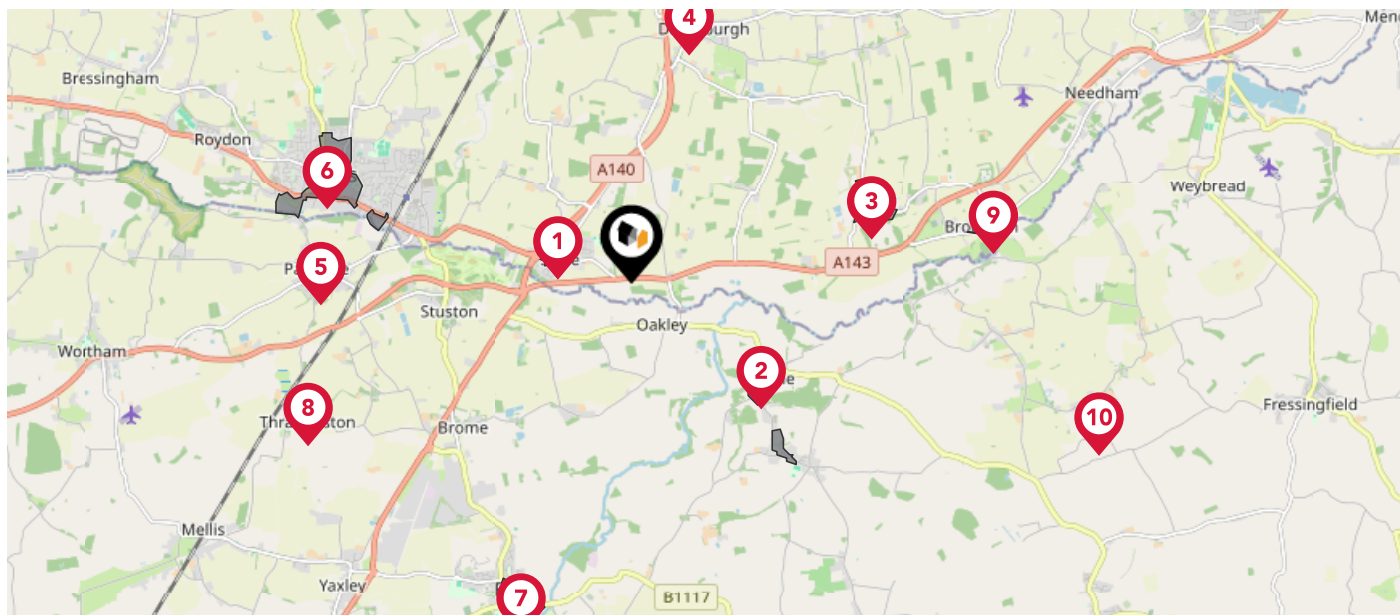 4
Bressingham
Needham
Roydon
A140
6
Weybread
3
9
1
A143
5
Stuston
Oakley
Wortham
2
8
Brome
10
Fressingfield
Mellis
Yaxley
7
B1117